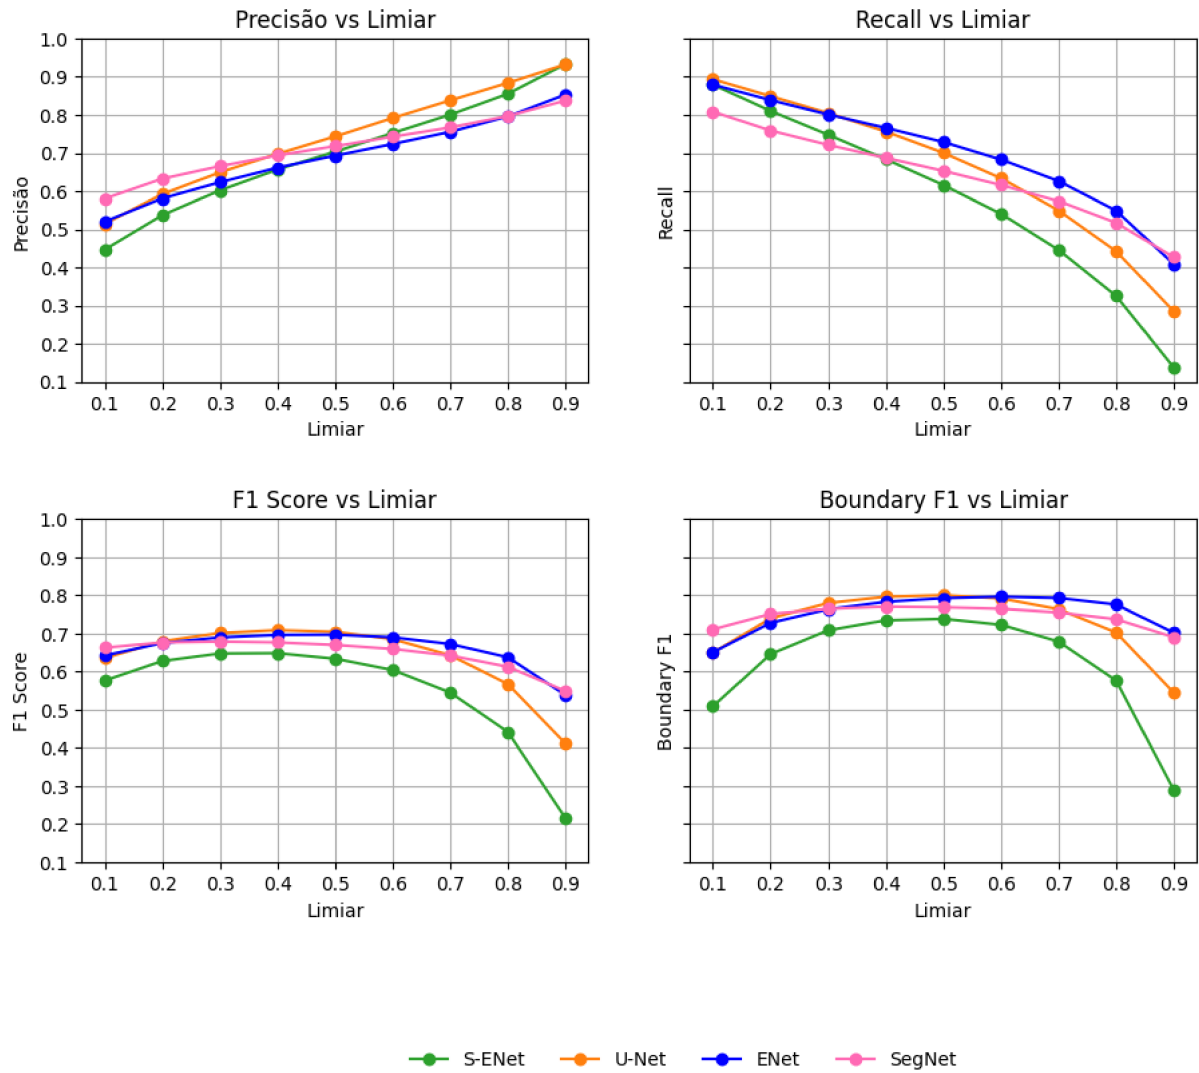 Precisão vs Limiar
Recall vs Limiar
1.0
0.9
0.8
0.7
0.6
0.5
0.4
0.3
0.2
0.1
Precisão
Recall
0.1 0.2 0.3 0.4 0.5 0.6 0.7 0.8 0.9
Limiar
0.1 0.2 0.3 0.4 0.5 0.6 0.7 0.8 0.9
Limiar
F1 Score vs Limiar
Boundary F1 vs Limiar
1.0
0.9
0.8
0.7
0.6
0.5
0.4
0.3
0.2
0.1
F1 Score
Boundary F1
0.1 0.2 0.3 0.4 0.5 0.6 0.7 0.8 0.9
Limiar
0.1 0.2 0.3 0.4 0.5 0.6 0.7 0.8 0.9
Limiar
S-ENet U-Net ENet SegNet